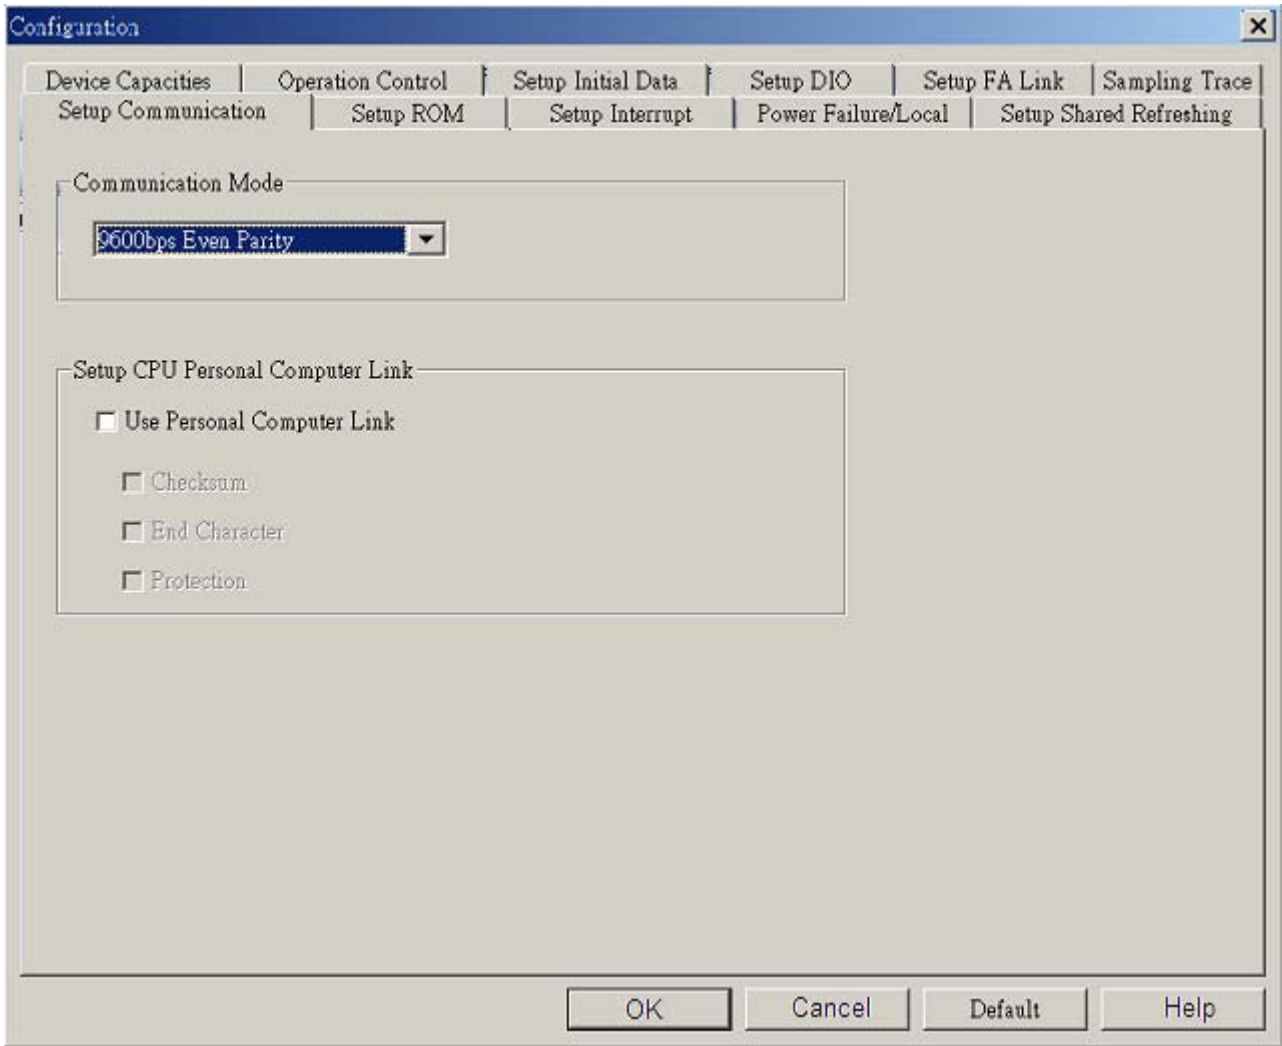 Configuration
Device Capacities
Operation Control
Setup Initial Data
Setup DIO
Setup FA Link
Sampling Trace
Setup Communication
Setup ROM
Setup Interrupt
Power Failure/Local
Setup Shared Refreshing
Communication Mode
9600bps Even Parity
Setup CPU Personal Computer Link
Use Personal Computer Link
Checksum
End Character
Protection
OK
Cancel
Default
Help